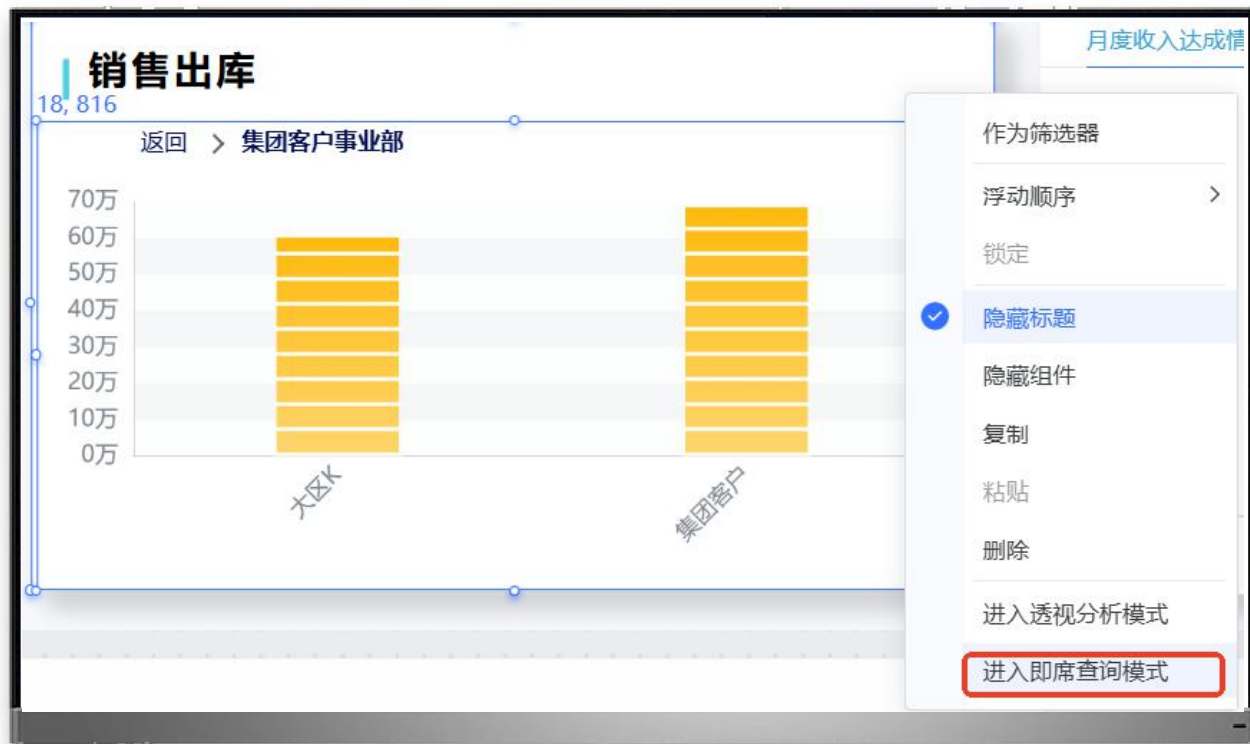 月度收入达成情
销售出库
18, 816
返回 > 集团客户事业部
70万
60万
50万
40万
30万
20万
10万
0万
大区K
集团客户
作为筛选器
浮动顺序
锁定
隐藏标题
隐藏组件
复制
粘贴
删除
进入透视分析模式
进入即席查询模式